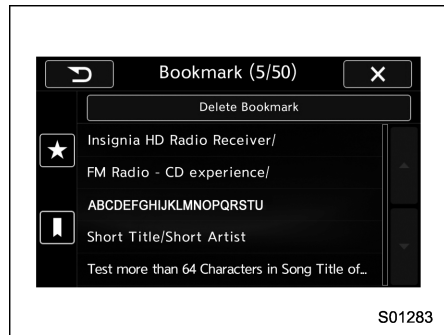 Bookmark (5/50)
Delete Bookmark
Insignia HD Radio Receiver/
FM Radio - CD experience/
ABCDEFGHIJKLMNOPQRSTU
Short Title/Short Artist
Test more than 64 Characters in Song Title of...
S01283